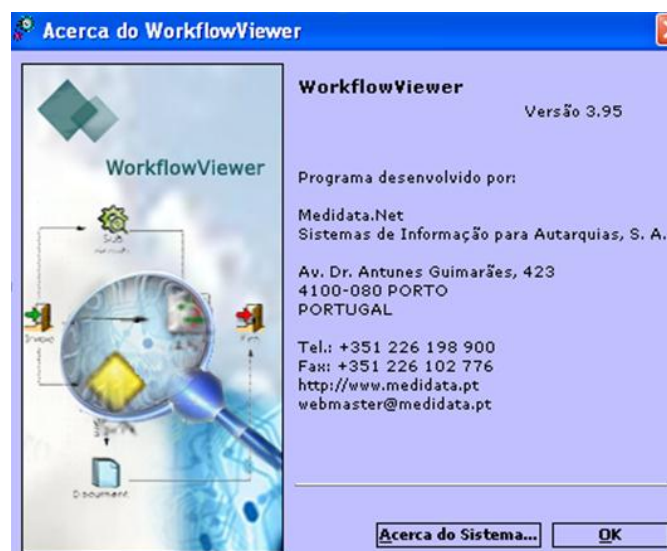 Acerca do WorkflowViewer
WorkflowViewer
Versão 3.95
WorkflowViewer
Programa desenvolvido por:
Medidata.Net
Sistemas de Informação para Autarquias, S. A.
Av. Dr. Antunes Guimarães, 423
4100-080 PORTO
PORTUGAL
Tel.: +351 226 198 900
Fax: +351 226 102 776
http://www.medidata.pt
webmaster@medidata.pt
Sub
Document
Acerca do Sistema...
OK